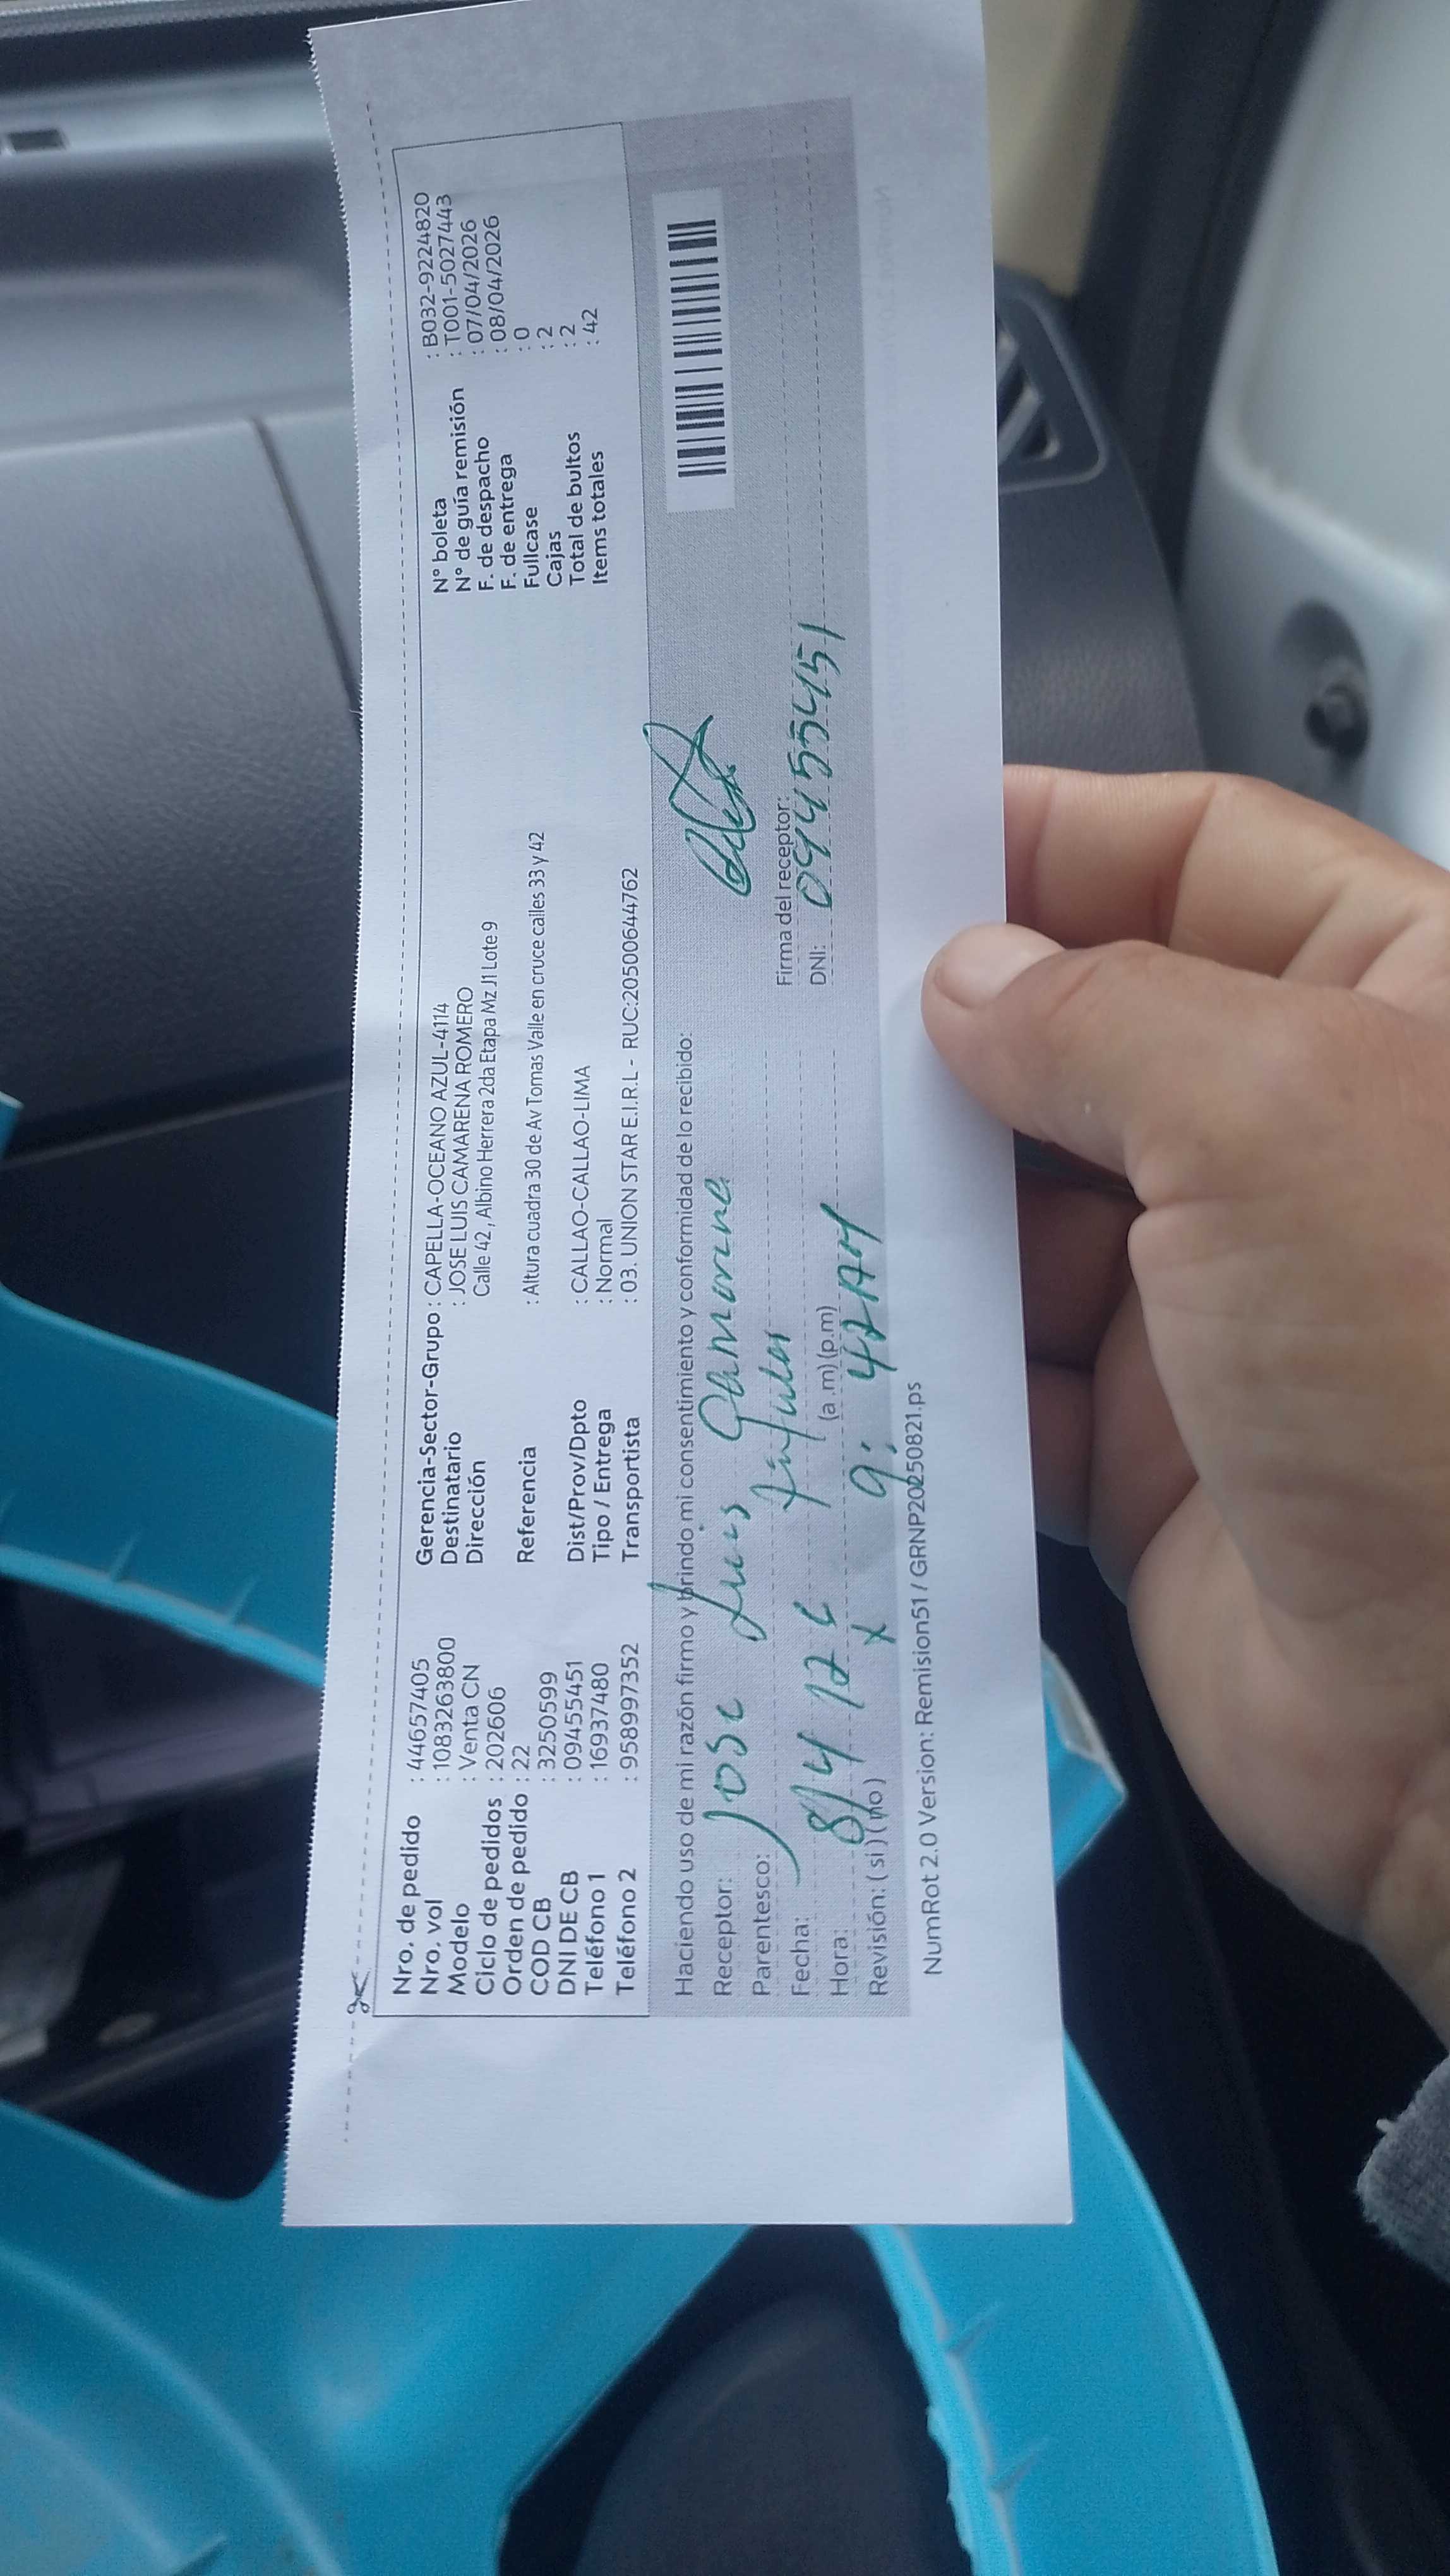 Nro. de pedido : 44657405
Nro. vol : 1083263800
Modelo : Venta CN
Ciclo de pedidos : 202606
Orden de pedido : 22
COD CB : 3250599
DNI DE CB : 09455451
Teléfono 1 : 16937480
Teléfono 2 : 958997352
Gerencia-Sector-Grupo : CAPELLA-OCEANO AZUL-4114
Destinatario : JOSE LUIS CAMARENA ROMERO
Dirección Calle 42 , Albino Herrera 2da Etapa Mz J1 Lote 9
Referencia : Altura cuadra 30 de Av Tomas Valle en cruce calles 33 y 42
Dist/Prov/Dpto : CALLAO-CALLAO-LIMA
Tipo / Entrega : Normal
Transportista : 03. UNION STAR E.I.R.L - RUC:20500644762
N° boleta : B032-9224820
N° de guía remisión : T001-5027443
F. de despacho : 07/04/2026
F. de entrega : 08/04/2026
Fullcase : 0
Cajas : 2
Total de bultos : 2
Items totales : 42
Haciendo uso de mi razón firmo y brindo mi consentimiento y conformidad de lo recibido:
Receptor: Jose Luis Camarena
Parentesco: titular
Fecha: 8/4/26
Hora: 9:42 AM (a.m) (p.m)
Revisión: (si) (no) x
Firma del receptor:
DNI: 09455451
NumRot 2.0 Version: Remision51 / GRNP20250821.ps